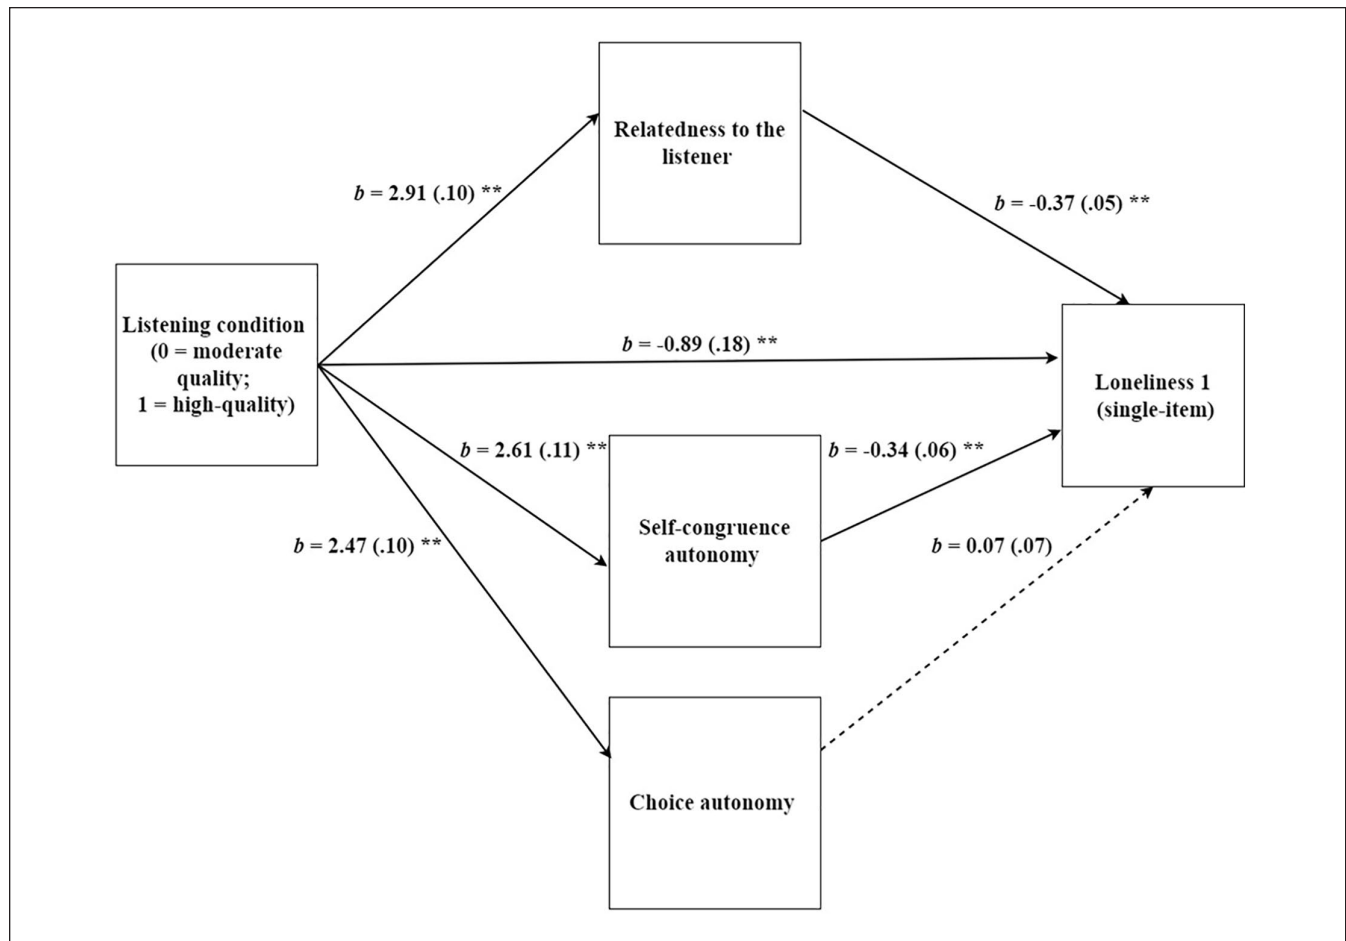 Relatedness to the
listener
b = 2.91 (.10) **
b = -0.37 (.05) **
Listening condition
(0 = moderate
quality;
1 = high-quality)
b = -0.89 (.18) **
Loneliness 1
(single-item)
b = 2.61 (.11) **
b = -0.34 (.06) **
Self-congruence
autonomy
b = 2.47 (.10) **
b = 0.07 (.07)
Choice autonomy